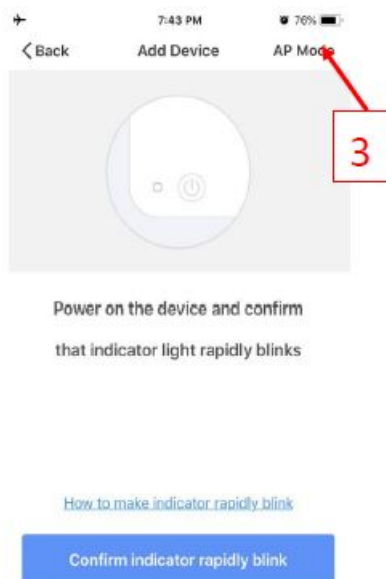 7:43 PM 76%
Back Add Device AP Mode
3
Power on the device and confirm
that indicator light rapidly blinks
How to make indicator rapidly blink
Confirm indicator rapidly blink